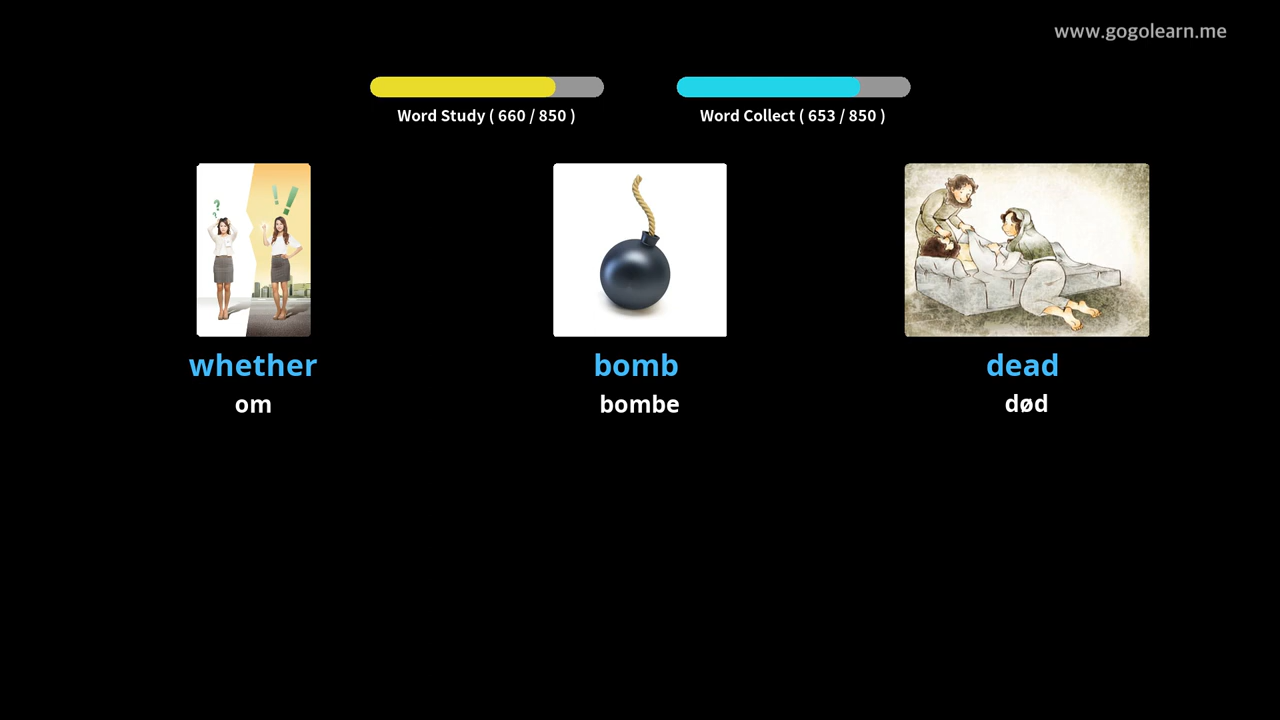 www.gogolearn.me
Word Study ( 660 / 850 )
Word Collect ( 653 / 850 )
whether
om
bomb
bombe
dead
død